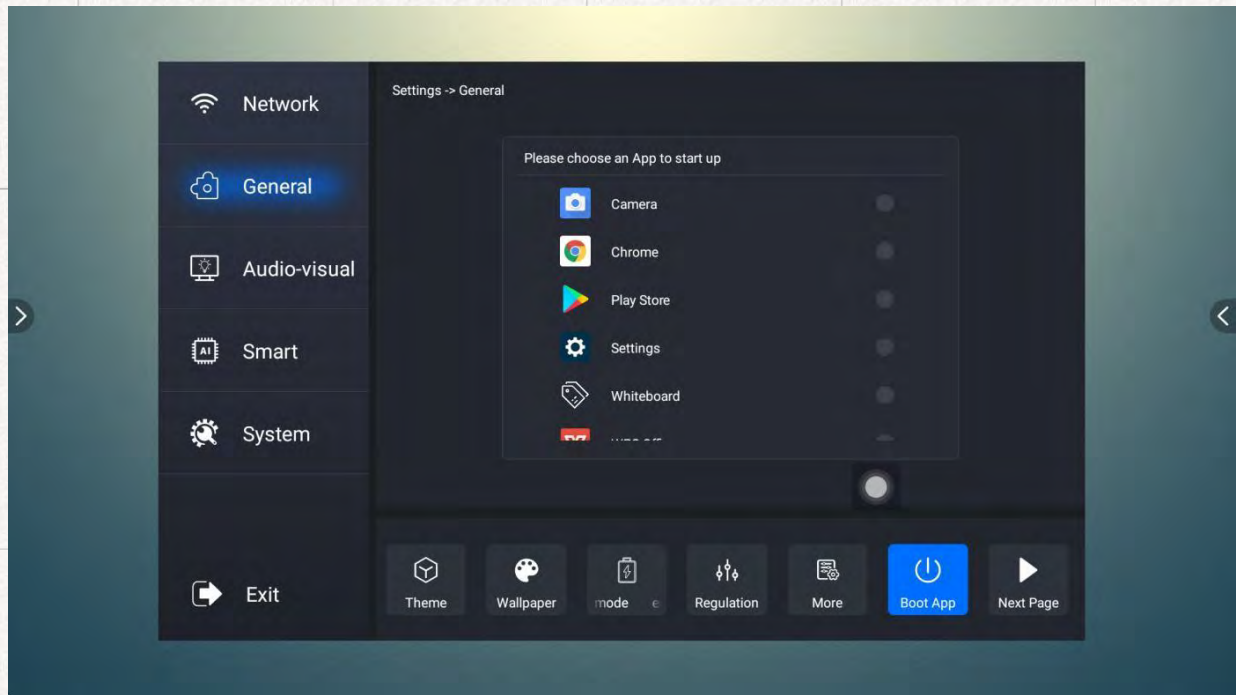 Network
General
Audio-visual
Smart
System
Exit
Settings -> General
Please choose an App to start up
Camera
Chrome
Play Store
Settings
Whiteboard
Theme
Wallpaper
mode
Regulation
More
Boot App
Next Page